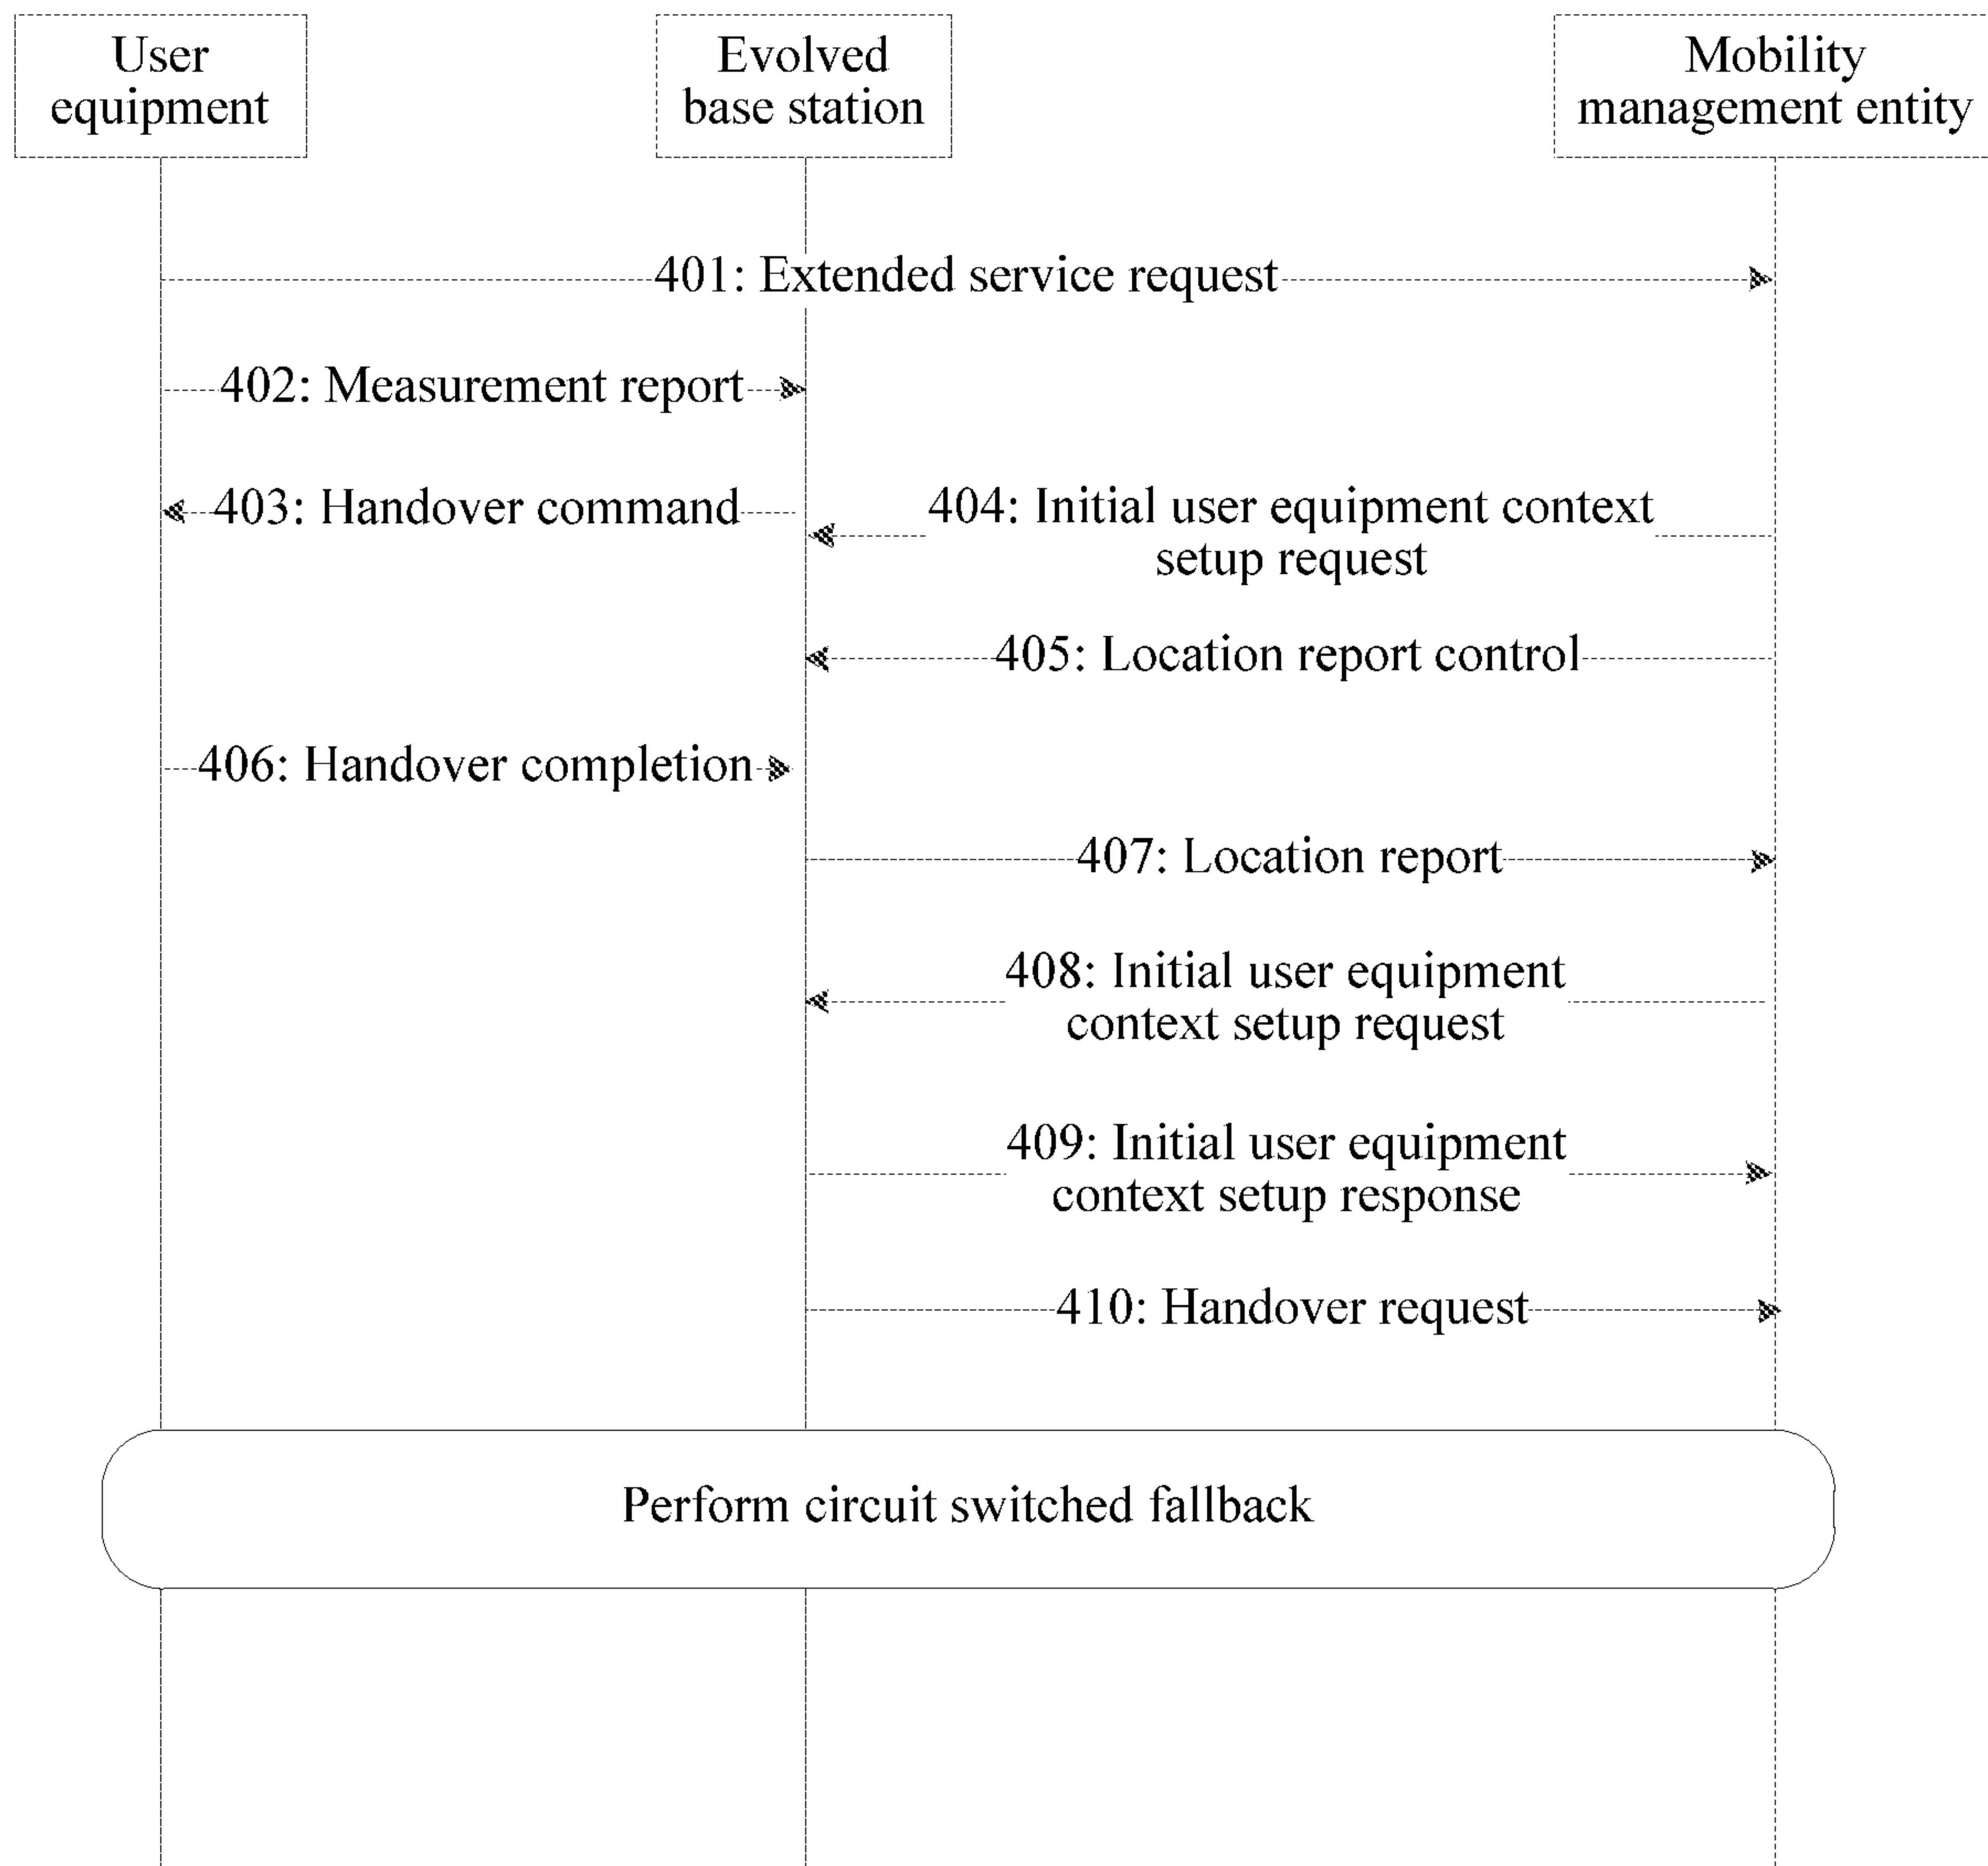 User
equipment
Evolved
base station
Mobility
management entity
401: Extended service request
402: Measurement report
403: Handover command
404: Initial user equipment context
setup request
405: Location report control
406: Handover completion
407: Location report
408: Initial user equipment
context setup request
409: Initial user equipment
context setup response
410: Handover request
Perform circuit switched fallback